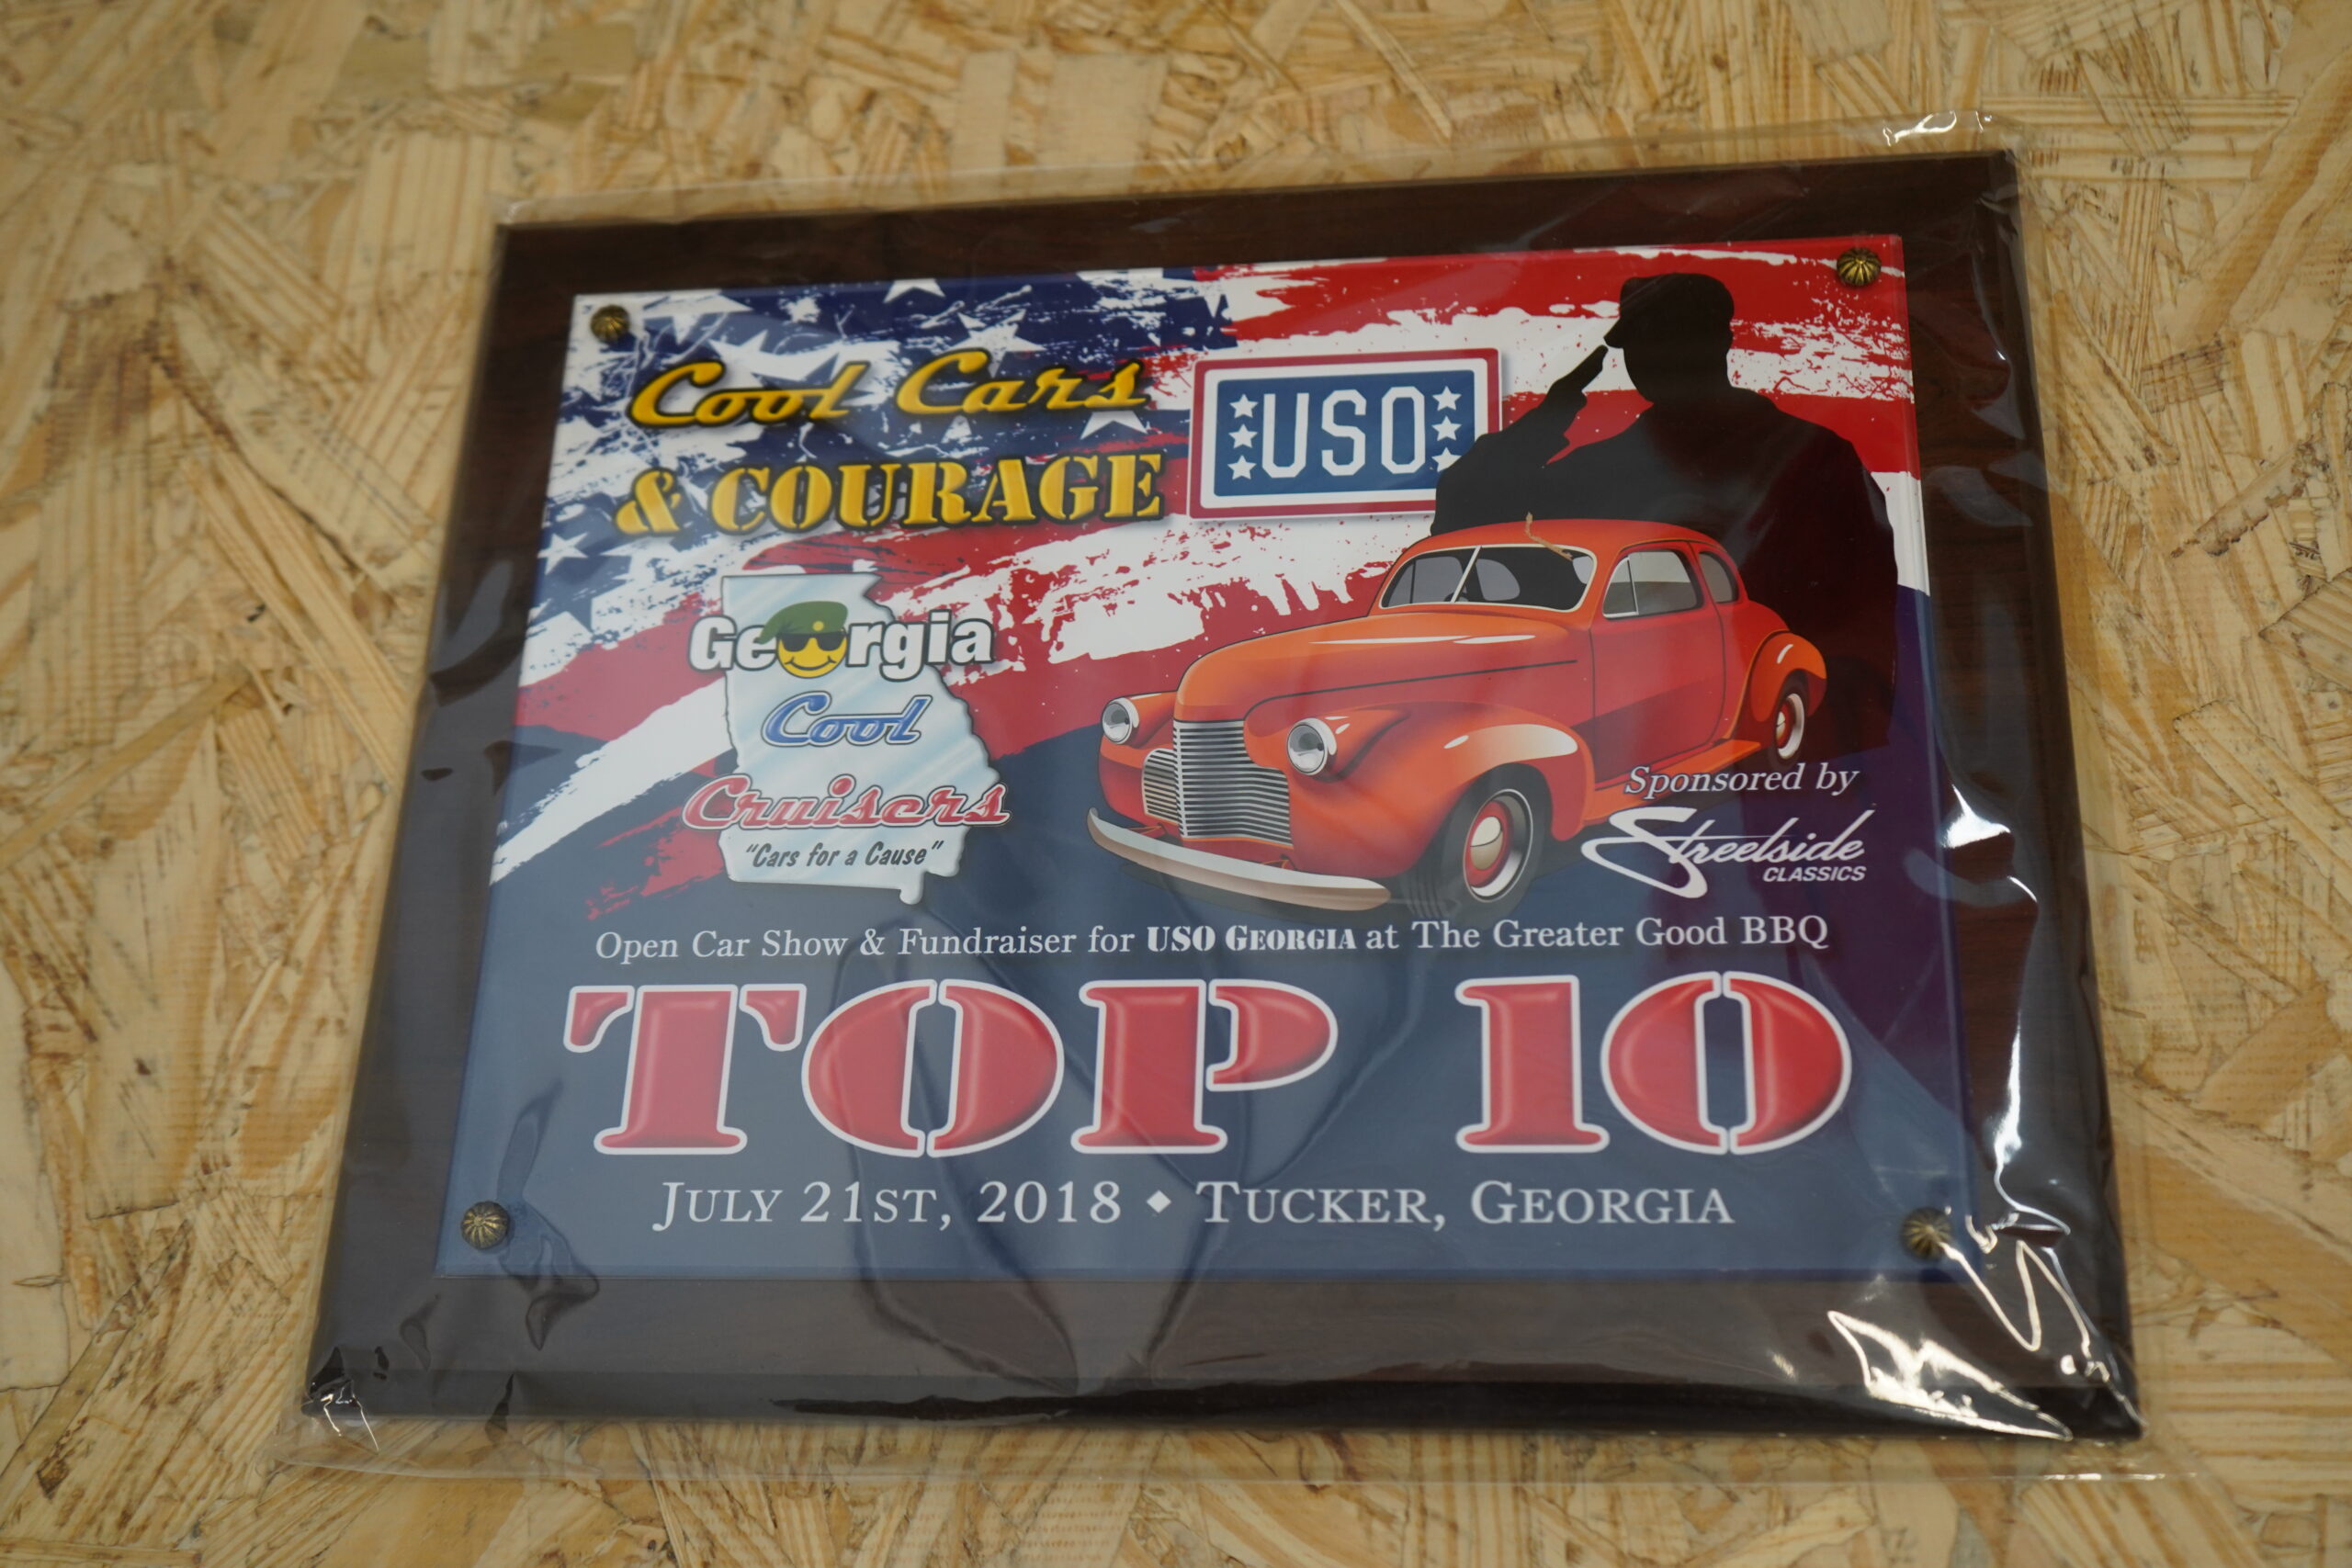 Cool Cars
& COURAGE
USO
Georgia
Cool
Cruisers
"Cars for a Cause"
Sponsored by
Streetside
CLASSICS
Open Car Show & Fundraiser for USO GEORGIA at The Greater Good BBQ
TOP 10
JULY 21ST, 2018 ◆ TUCKER, GEORGIA